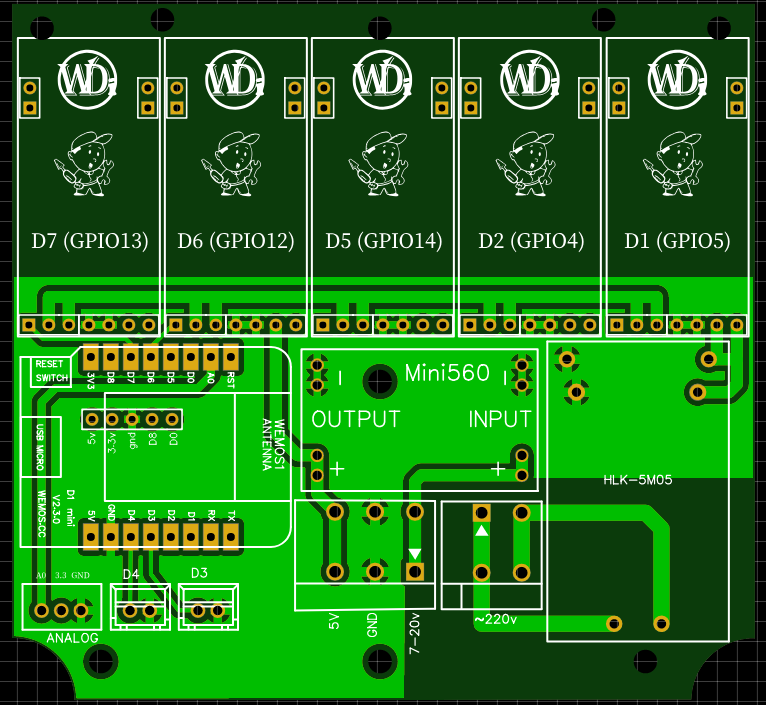 WD
WD
WD
WD
WD
D7 (GPIO13)
D6 (GPIO12)
D5 (GPIO14)
D2 (GPIO4)
D1 (GPIO5)
RESET
SWITCH
3V3
D8
D7
D6
D5
D0
A0
RST
Mini560
OUTPUT
INPUT
-
-
+
+
5v
3.3v
gnd
D8
D0
WEMOS1
ANTENNA
USB MICRO
HLK-5M05
WEMOS.CC
V2.3.0
D1 mini
5V
GND
D4
D3
D2
D1
RX
TX
A0 3.3 GND
D4
D3
ANALOG
5V
GND
7-20v
~220v